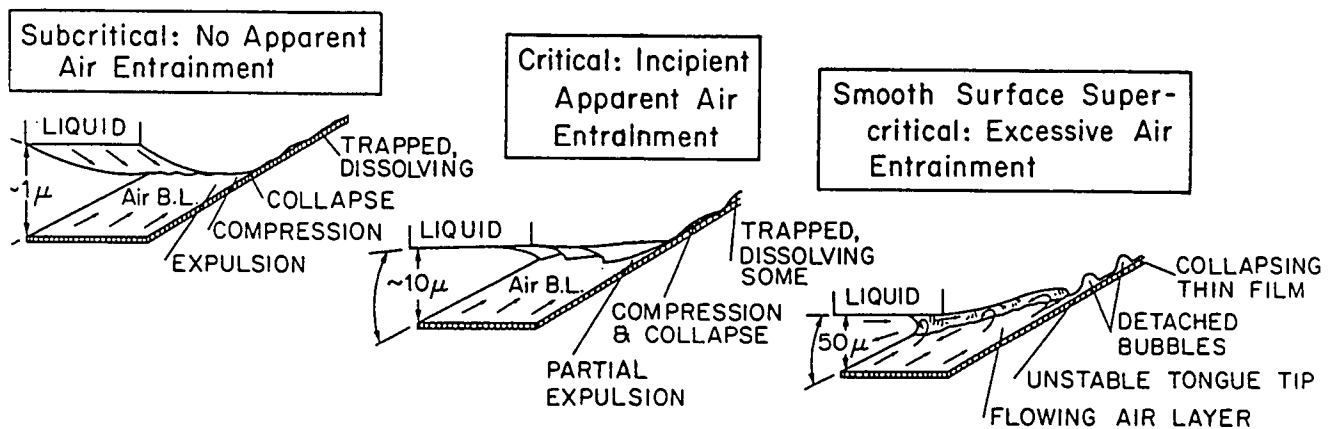 Subcritical: No Apparent
Air Entrainment
LIQUID
~1μ
Air B.L.
TRAPPED,
DISSOLVING
COLLAPSE
COMPRESSION
EXPULSION
Critical: Incipient
Apparent Air
Entrainment
LIQUID
~10μ
Air B.L.
TRAPPED,
DISSOLVING
SOME
COMPRESSION
& COLLAPSE
PARTIAL
EXPULSION
Smooth Surface Super-
critical: Excessive Air
Entrainment
LIQUID
50μ
COLLAPSING
THIN FILM
DETACHED
BUBBLES
UNSTABLE TONGUE TIP
FLOWING AIR LAYER